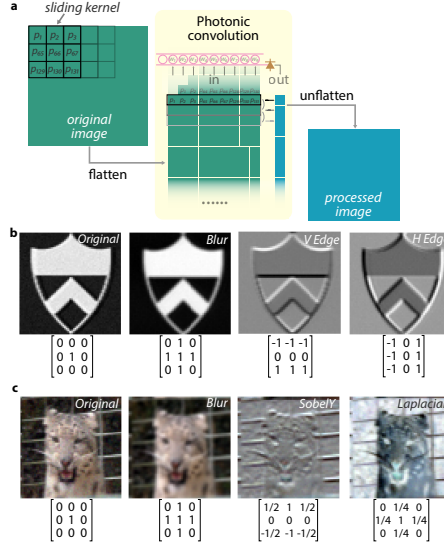 a
sliding kernel
Photonic
convolution
p1 p2 p3
p65 p66 p67
p129 p130 p131
in
out
original
image
flatten
unflatten
processed
image
......
b
Original
Blur
V Edge
H Edge
0 0 0
0 1 0
0 0 0
0 1 0
1 1 1
0 1 0
-1 -1 -1
0 0 0
1 1 1
-1 0 1
-1 0 1
-1 0 1
c
Original
Blur
SobelY
Laplacian
0 0 0
0 1 0
0 0 0
0 1 0
1 1 1
0 1 0
1/2 1 1/2
0 0 0
-1/2 -1 -1/2
0 1/4 0
1/4 1 1/4
0 1/4 0